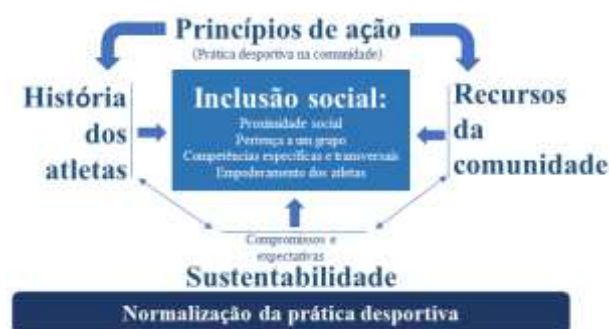 Princípios de ação
(Prática desportiva na comunidade)
História
dos
atletas
Inclusão social:
Proximidade social
Pertença a um grupo
Competências específicas e transversais
Empoderamento dos atletas
Recursos
da
comunidade
Compromissos e
expectativas
Sustentabilidade
Normalização da prática desportiva